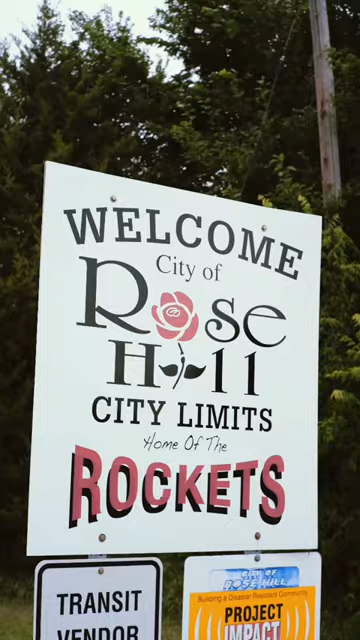 WELCOME
City of
Rose
Hill
CITY LIMITS
Home Of The
ROCKETS
TRANSIT
VENDOR
CITY OF
ROSE HILL
Building a Disaster Resistant Community
PROJECT
IMPACT